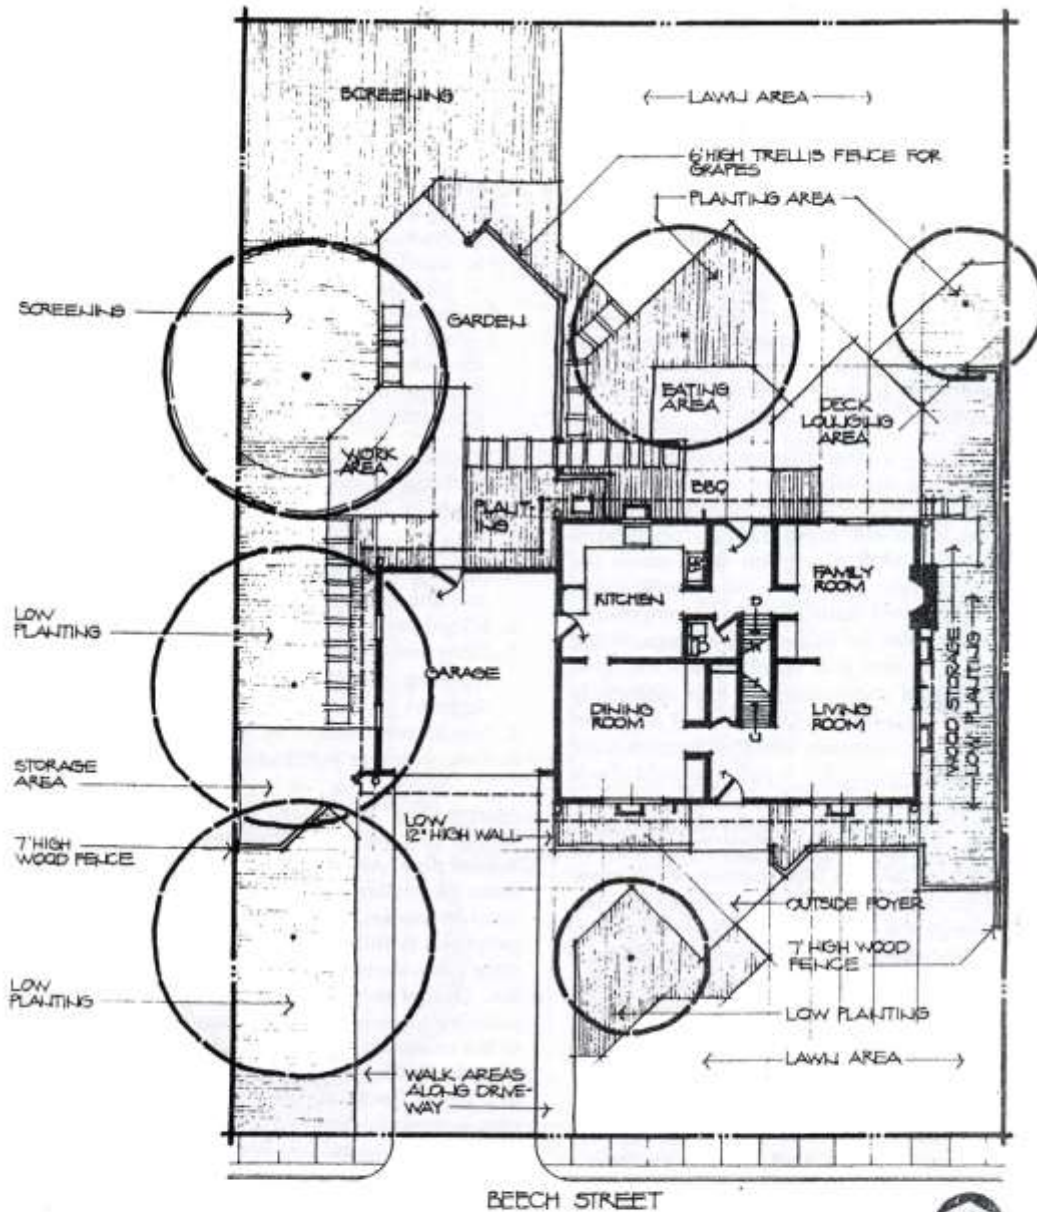 SCREENING
← LAWN AREA →
6' HIGH TRELLIS FENCE FOR
GRAPES
PLANTING AREA
SCREENING
GARDEN
EATING
AREA
DECK
LOUNGING
AREA
WORK
AREA
PLANT-
ING
BBQ
FAMILY
ROOM
KITCHEN
LOW
PLANTING
GARAGE
DINING
ROOM
D
U
LIVING
ROOM
WOOD STORAGE
LOW PLANTING
STORAGE
AREA
LOW
12" HIGH WALL
7' HIGH
WOOD FENCE
OUTSIDE FOYER
7' HIGH WOOD
FENCE
LOW
PLANTING
LOW PLANTING
LAWN AREA
WALK AREAS
ALONG DRIVE-
WAY
BEECH STREET